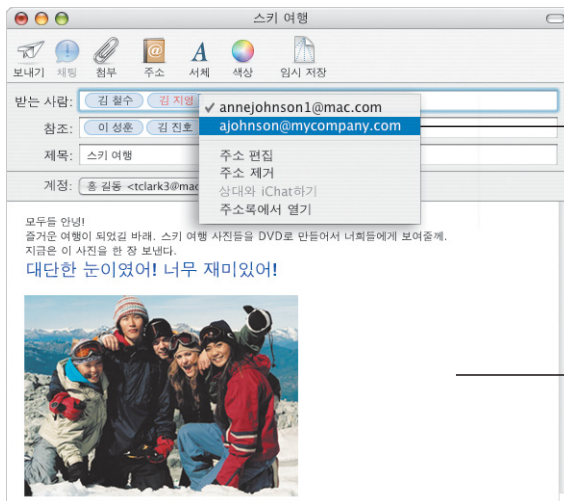 스키 여행
보내기 채팅 첨부 주소 서체 색상 임시 저장
받는 사람: 김 철수 김 지영
✓ annejohnson1@mac.com
ajohnson@mycompany.com
주소 편집
주소 제거
상대와 iChat하기
주소록에서 열기
참조: 이 성훈 김 진호
제목: 스키 여행
계정: 홍 길동 <tclark3@mac
모두들 안녕!
즐거운 여행이 되었길 바래. 스키 여행 사진들을 DVD로 만들어서 너희들에게 보여줄께.
지금은 이 사진을 한 장 보낸다.
대단한 눈이였어! 너무 재미있어!